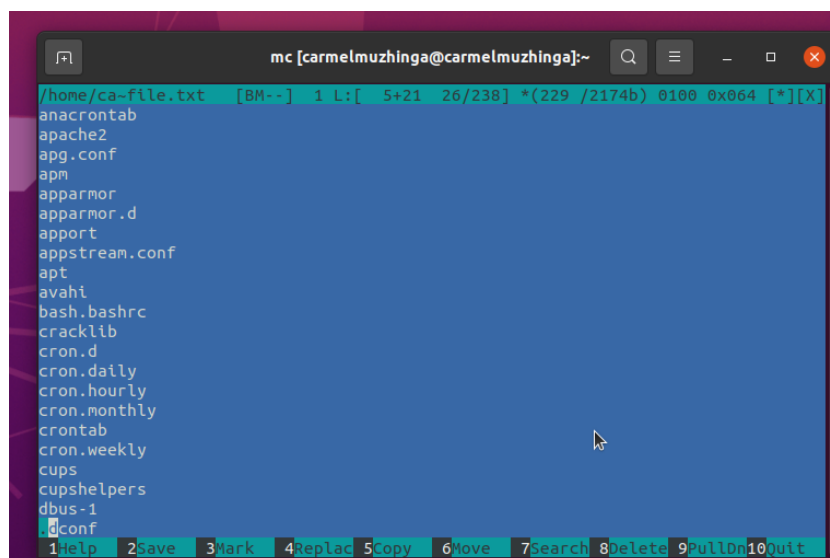 mc [carmelmuzhinga@carmelmuzhinga]:~
/home/ca~file.txt [BM--] 1 L:[ 5+21 26/238] *(229 /2174b) 0100 0x064 [*][X]
anacrontab
apache2
apg.conf
apm
apparmor
apparmor.d
apport
appstream.conf
apt
avahi
bash.bashrc
cracklib
cron.d
cron.daily
cron.hourly
cron.monthly
crontab
cron.weekly
cups
cupshelpers
dbus-1
.dconf
1Help 2Save 3Mark 4Replac 5Copy 6Move 7Search 8Delete 9PullDn 10Quit